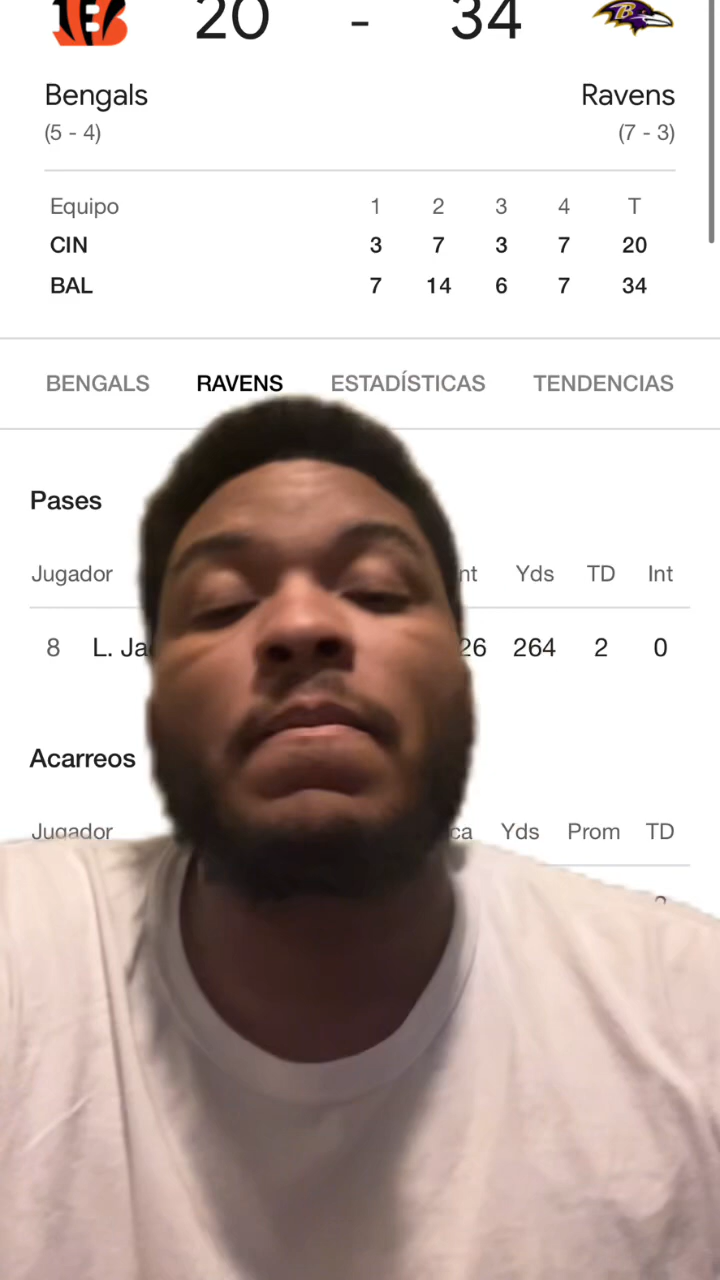 20 - 34
Bengals Ravens
(5 - 4) (7 - 3)
Equipo 1 2 3 4 T
CIN 3 7 3 7 20
BAL 7 14 6 7 34
BENGALS RAVENS ESTADÍSTICAS TENDENCIAS
Pases
Jugador Yds TD Int
8 L. 26 264 2 0
Acarreos
Jugador Yds Prom TD